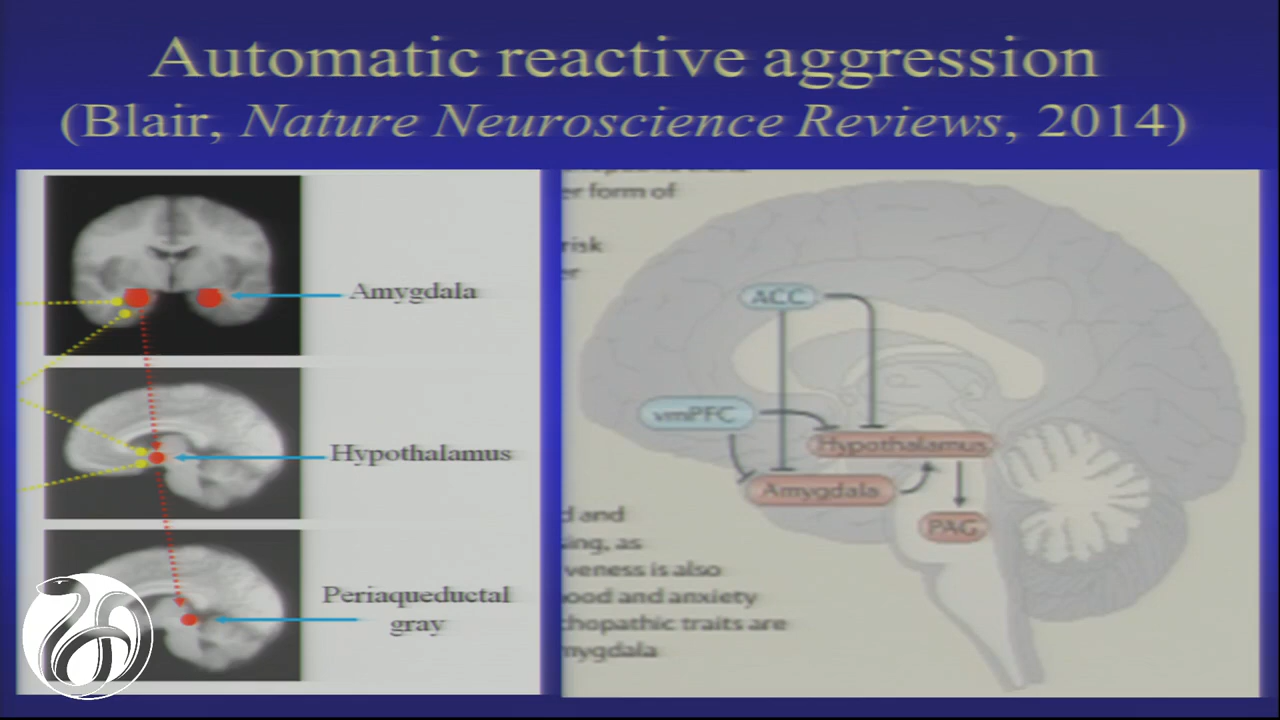 Automatic reactive aggression
(Blair, Nature Neuroscience Reviews, 2014)
Amygdala
Hypothalamus
Periaqueductal
gray
er form of
risk
er
ACC
vmPFC
Hypothalamus
Amygdala
PAG
d and
sing, as
veness is also
ood and anxiety
chopathic traits are
mygdala